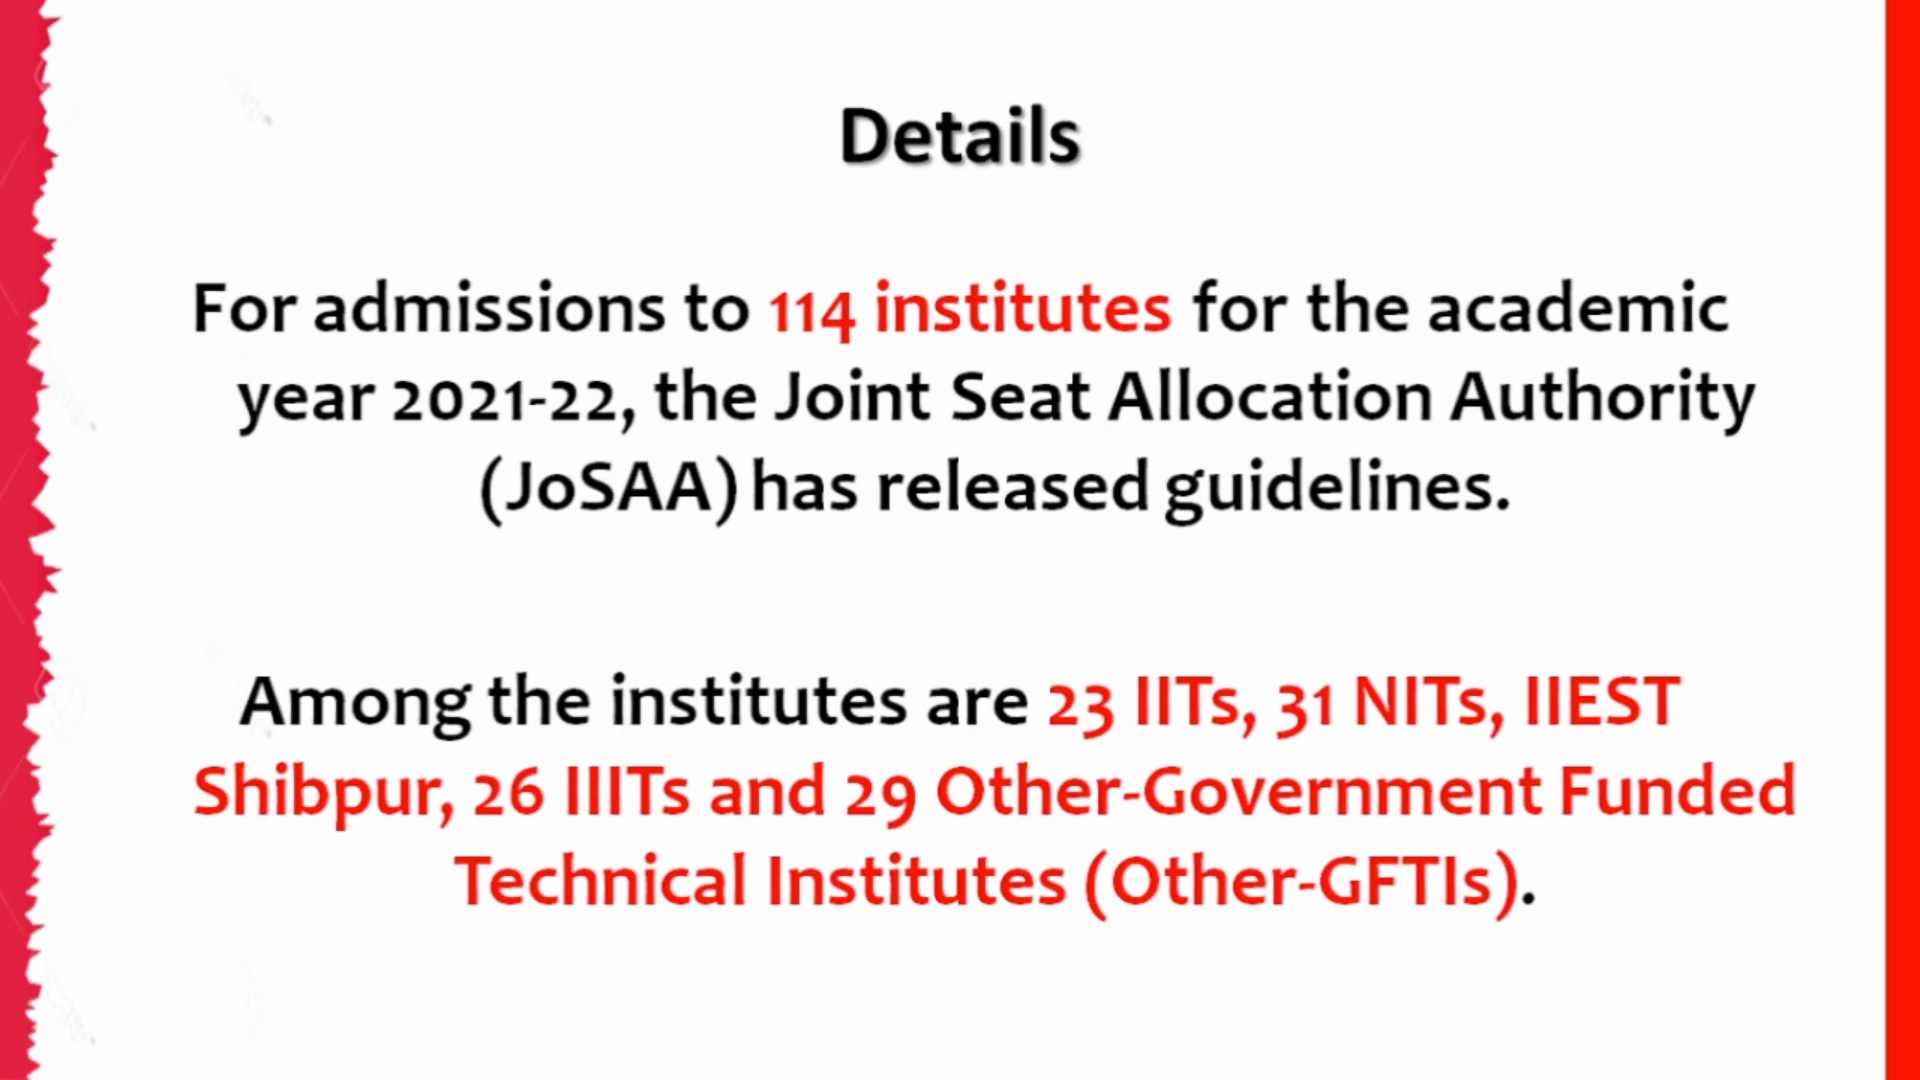 Details
For admissions to 114 institutes for the academic
year 2021-22, the Joint Seat Allocation Authority
(JoSAA) has released guidelines.
Among the institutes are 23 IITs, 31 NITs, IIEST
Shibpur, 26 IIITs and 29 Other-Government Funded
Technical Institutes (Other-GFTIs).